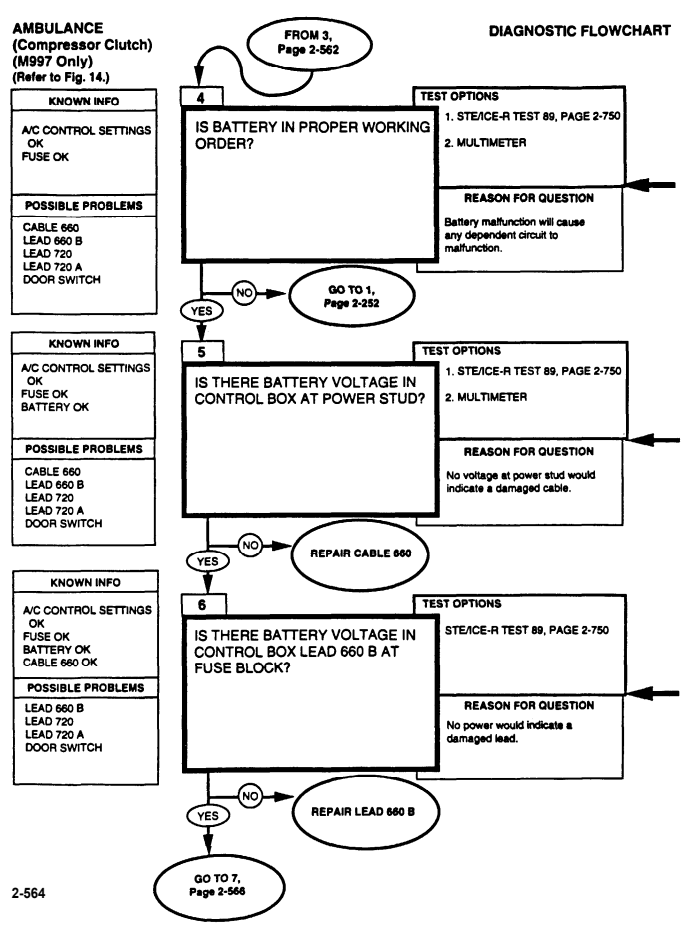 AMBULANCE
(Compressor Clutch)
(M997 Only)
(Refer to Fig. 14.)
FROM 3,
Page 2-562
DIAGNOSTIC FLOWCHART
KNOWN INFO
A/C CONTROL SETTINGS
OK
FUSE OK
POSSIBLE PROBLEMS
CABLE 660
LEAD 660 B
LEAD 720
LEAD 720 A
DOOR SWITCH
4
IS BATTERY IN PROPER WORKING
ORDER?
TEST OPTIONS
1. STE/ICE-R TEST 89, PAGE 2-750
2. MULTIMETER
REASON FOR QUESTION
Battery malfunction will cause
any dependent circuit to
malfunction.
NO
GO TO 1,
Page 2-252
YES
KNOWN INFO
A/C CONTROL SETTINGS
OK
FUSE OK
BATTERY OK
POSSIBLE PROBLEMS
CABLE 660
LEAD 660 B
LEAD 720
LEAD 720 A
DOOR SWITCH
5
IS THERE BATTERY VOLTAGE IN
CONTROL BOX AT POWER STUD?
TEST OPTIONS
1. STE/ICE-R TEST 89, PAGE 2-750
2. MULTIMETER
REASON FOR QUESTION
No voltage at power stud would
indicate a damaged cable.
NO
REPAIR CABLE 660
YES
KNOWN INFO
A/C CONTROL SETTINGS
OK
FUSE OK
BATTERY OK
CABLE 660 OK
POSSIBLE PROBLEMS
LEAD 660 B
LEAD 720
LEAD 720 A
DOOR SWITCH
6
IS THERE BATTERY VOLTAGE IN
CONTROL BOX LEAD 660 B AT
FUSE BLOCK?
TEST OPTIONS
STE/ICE-R TEST 89, PAGE 2-750
REASON FOR QUESTION
No power would indicate a
damaged lead.
NO
REPAIR LEAD 660 B
YES
GO TO 7,
Page 2-566
2-564